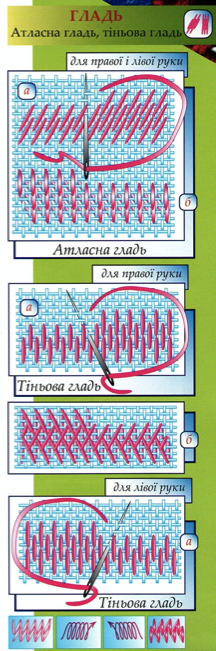 ГЛАДЬ
Атласна гладь, тіньова гладь
для правої і лівої руки
а
б
Атласна гладь
для правої руки
а
Тіньова гладь
б
для лівої руки
а
Тіньова гладь